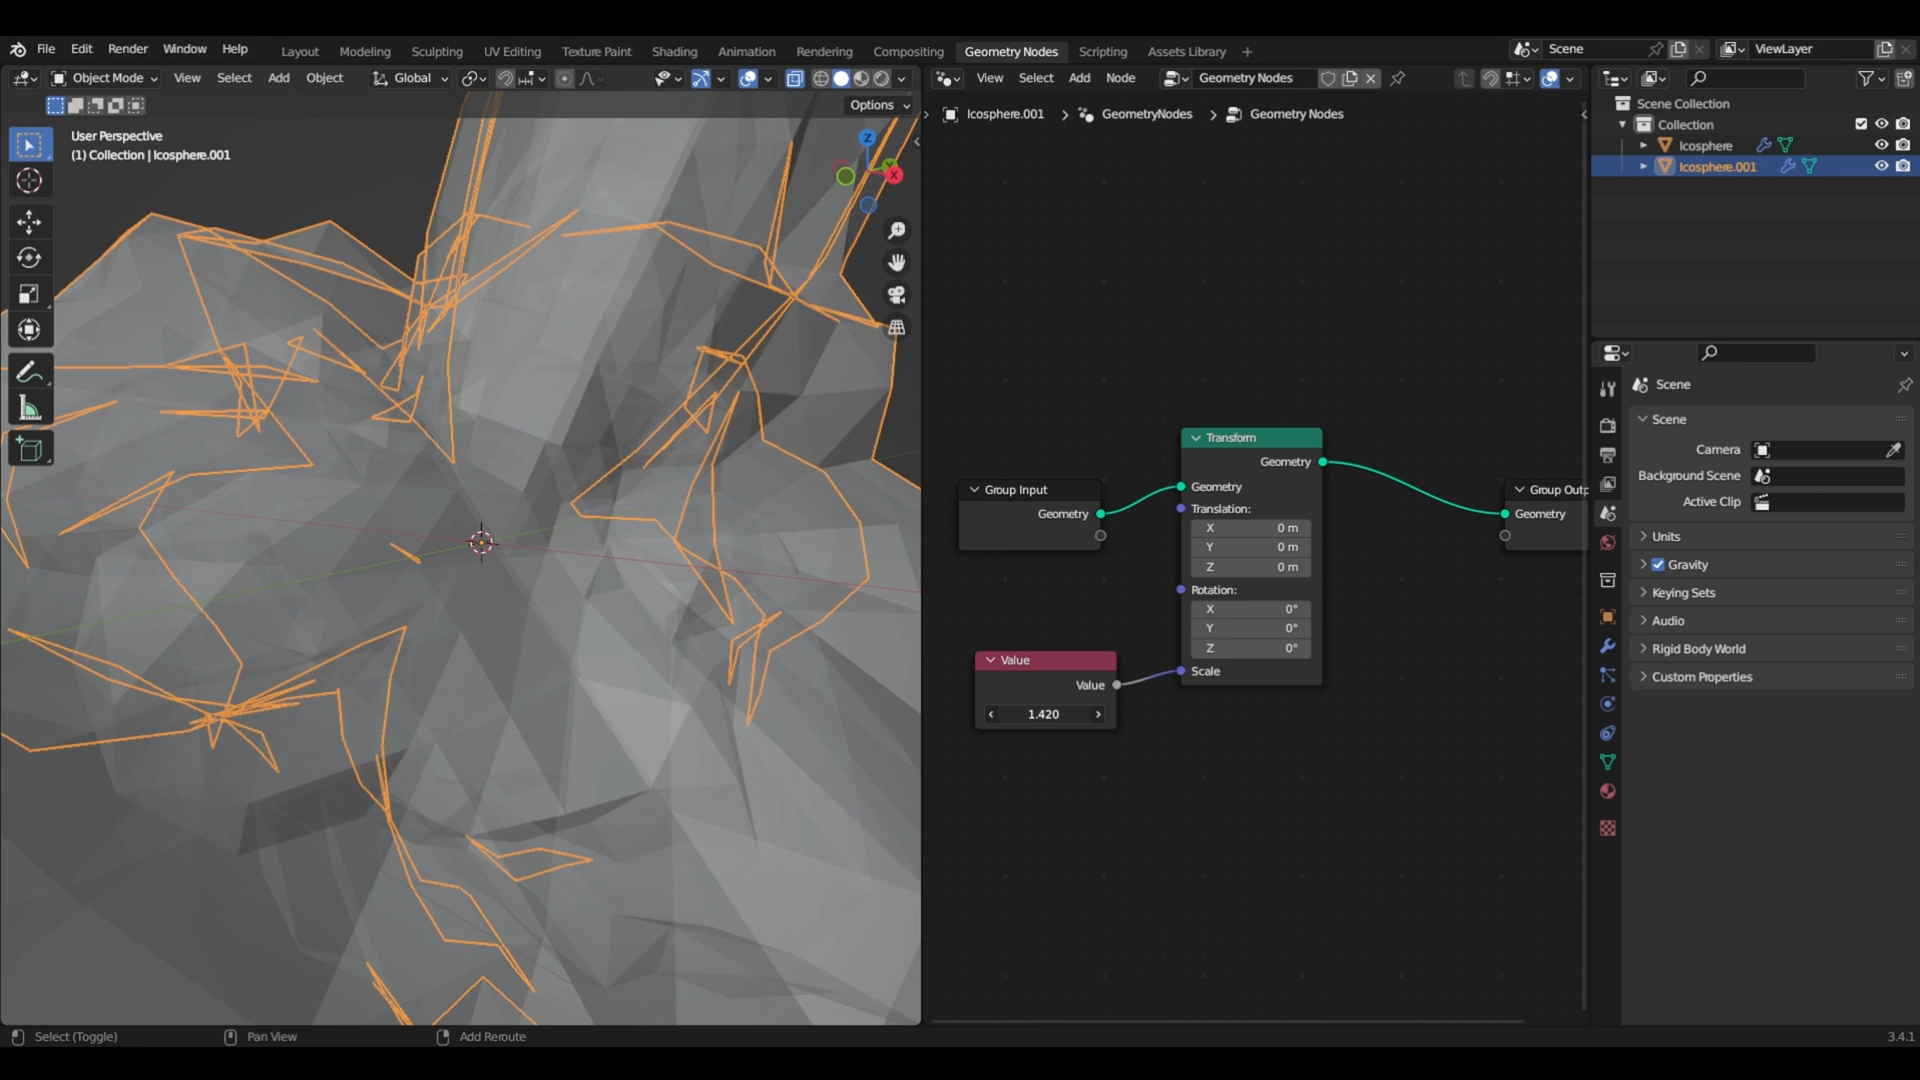 File Edit Render Window Help Layout Modeling Sculpting UV Editing Texture Paint Shading Animation Rendering Compositing Geometry Nodes Scripting Assets Library + Scene ViewLayer
Object Mode View Select Add Object Global View Select Add Node Geometry Nodes
Options
User Perspective
(1) Collection | Icosphere.001
Z
Y
X
Icosphere.001 > GeometryNodes > Geometry Nodes
Group Input
Geometry
Transform
Geometry
Geometry
Translation:
X 0 m
Y 0 m
Z 0 m
Rotation:
X 0°
Y 0°
Z 0°
Scale
Value
Value
1.420
Group Outp
Geometry
Scene Collection
Collection
Icosphere
Icosphere.001
Scene
Scene
Camera
Background Scene
Active Clip
Units
Gravity
Keying Sets
Audio
Rigid Body World
Custom Properties
Select (Toggle) Pan View Add Reroute 3.4.1